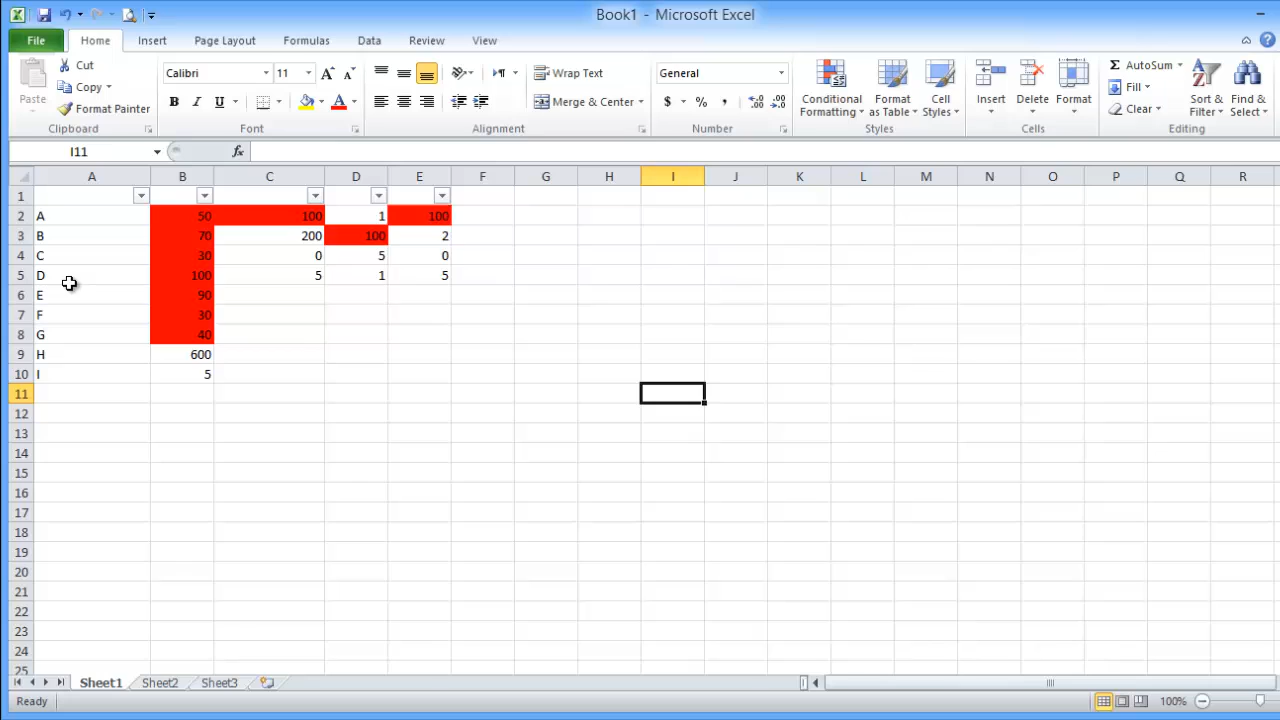 Book1 - Microsoft Excel
File Home Insert Page Layout Formulas Data Review View
Paste
Cut
Copy
Format Painter
Clipboard
Calibri 11 A A
B I U A
Font
Wrap Text
Merge & Center
Alignment
General
$ % ,
Number
Conditional Formatting
Format as Table
Cell Styles
Styles
Insert Delete Format
Cells
Σ AutoSum
Fill
Clear
Sort & Filter
Find & Select
Editing
I11 fx
A B C D E F G H I J K L M N O P Q R
1
2 A 50 100 1 100
3 B 70 200 100 2
4 C 30 0 5 0
5 D 100 5 1 5
6 E 90
7 F 30
8 G 40
9 H 600
10 I 5
11
12
13
14
15
16
17
18
19
20
21
22
23
24
25
Sheet1 Sheet2 Sheet3
Ready 100%